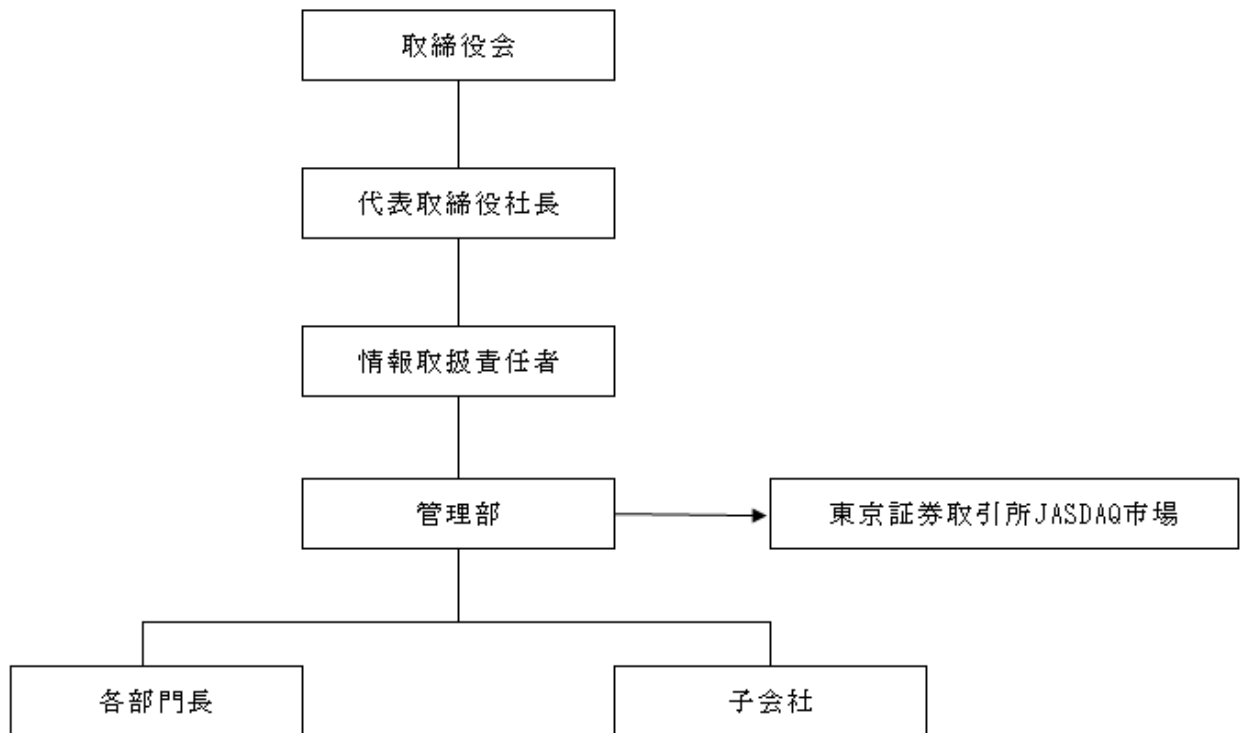 取締役会
代表取締役社長
情報取扱責任者
管理部
東京証券取引所JASDAQ市場
各部門長
子会社